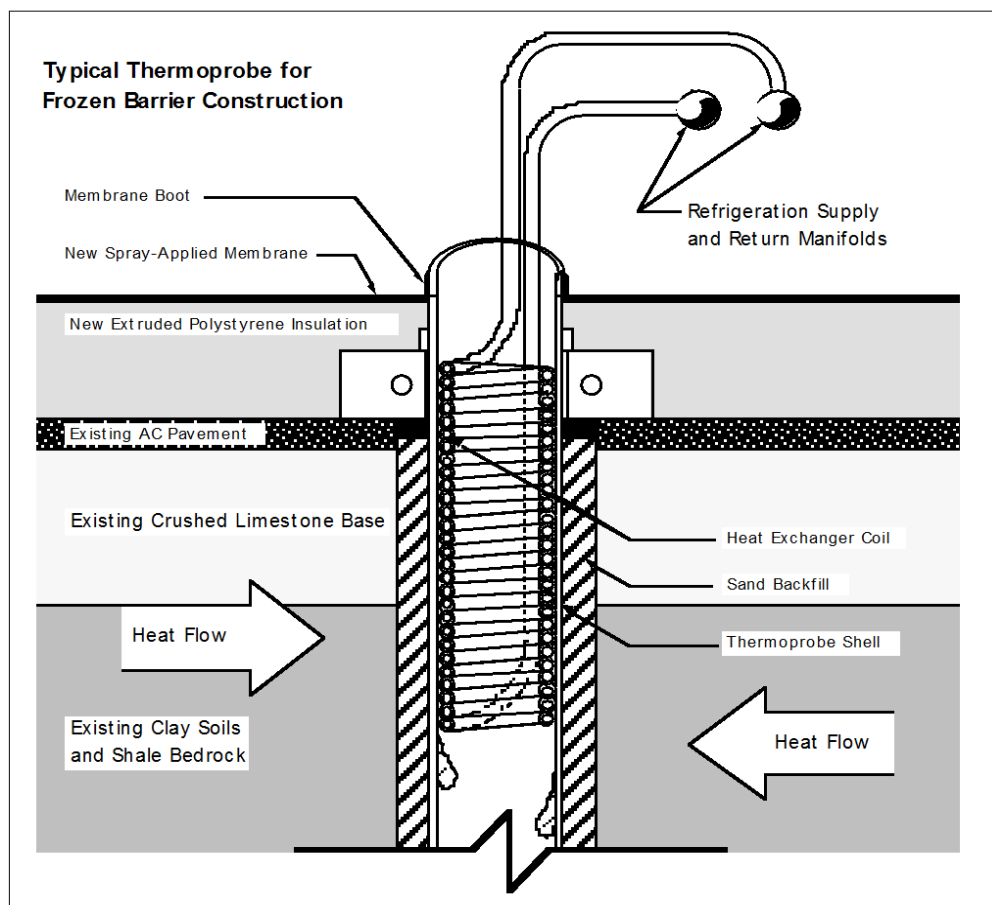 Typical Thermoprobe for
Frozen Barrier Construction
Membrane Boot
New Spray-Applied Membrane
Refrigeration Supply
and Return Manifolds
New Extruded Polystyrene Insulation
Existing AC Pavement
Existing Crushed Limestone Base
Heat Exchanger Coil
Sand Backfill
Heat Flow
Thermoprobe Shell
Existing Clay Soils
and Shale Bedrock
Heat Flow